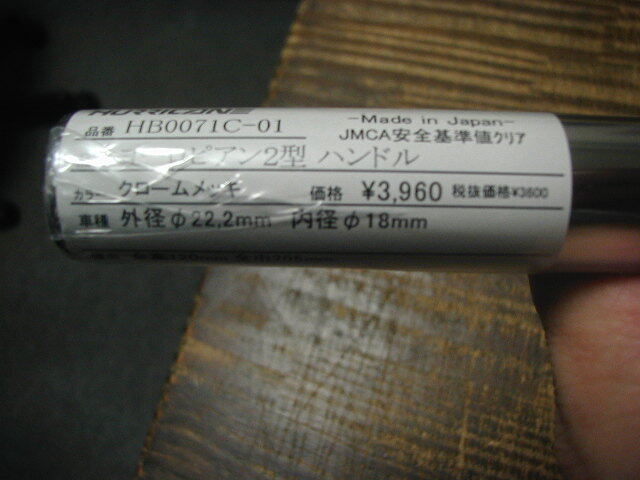 HURRICANE
品番 HB0071C-01
-Made in Japan-
JMCA安全基準値クリア
ピアン2型 ハンドル
カラー クロームメッキ 価格 ¥3,960 税抜価格¥3600
車種 外径φ22,2mm 内径φ18mm